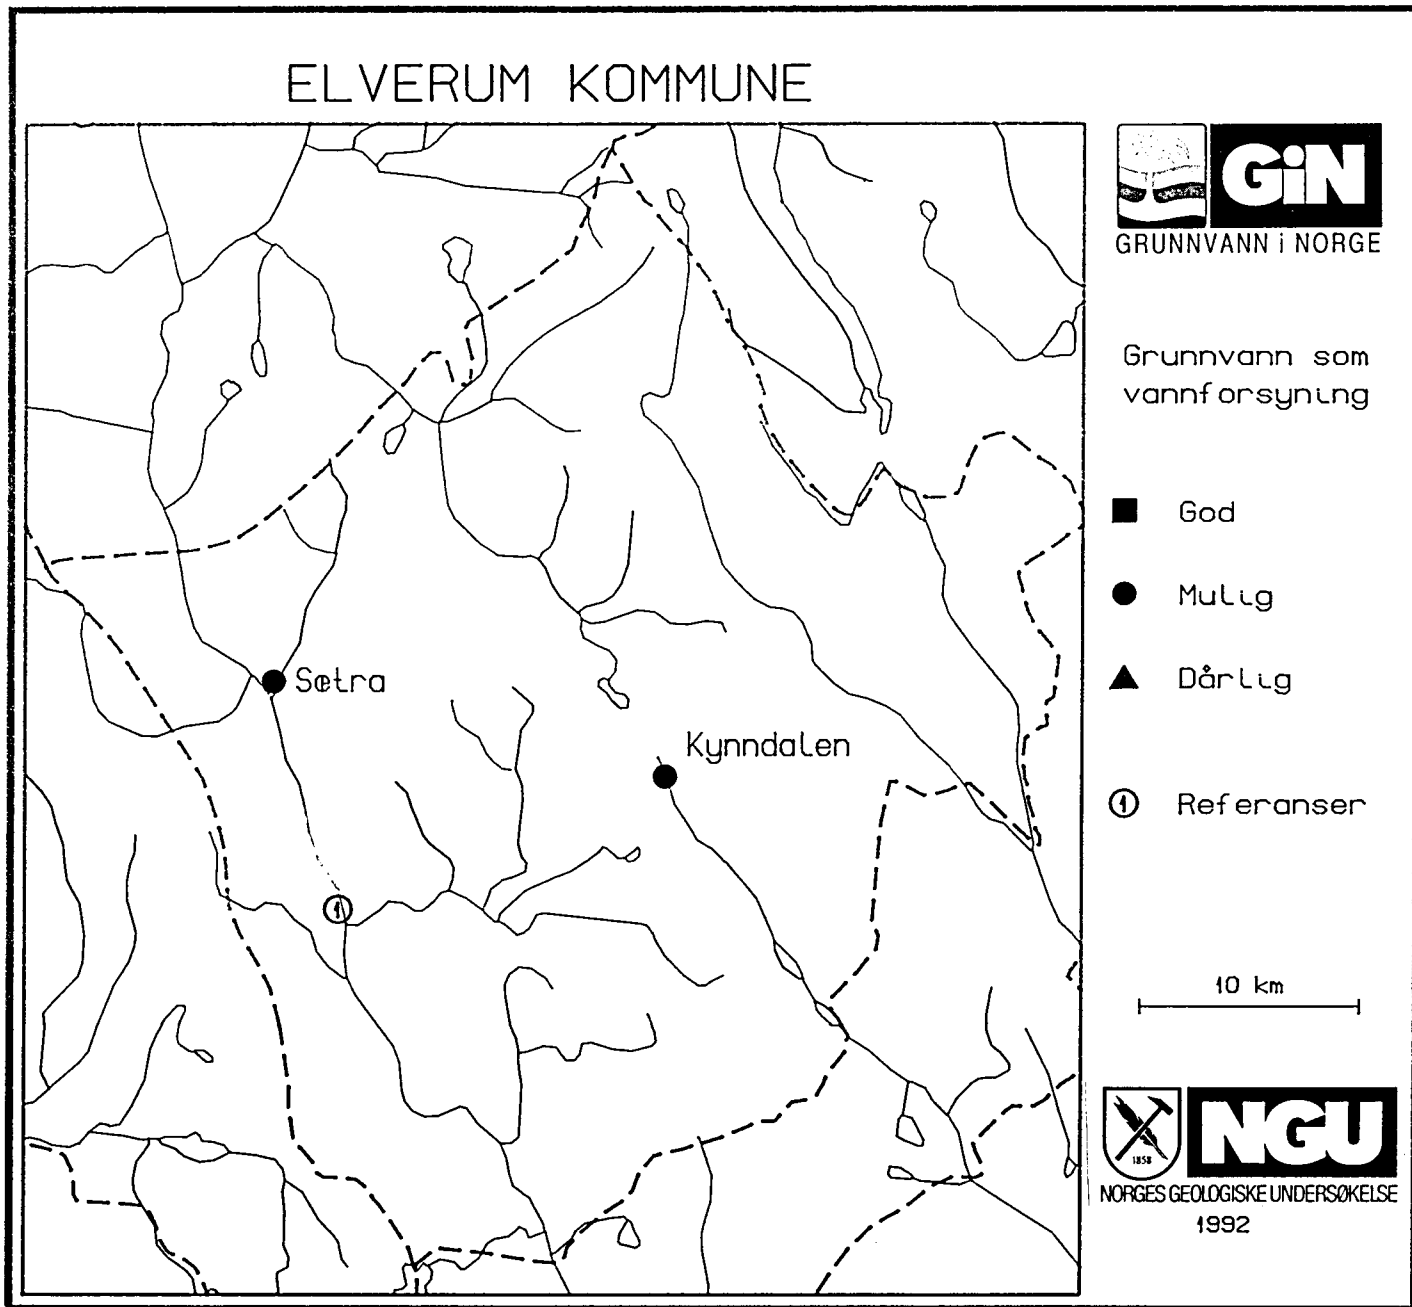 ELVERUM KOMMUNE
GiN
GRUNNVANN i NORGE
Grunnvann som
vannforsyning
God
Mulig
Dårlig
1 Referanser
Sætra
Kynndalen
1
10 km
1858
NGU
NORGES GEOLOGISKE UNDERSØKELSE
1992